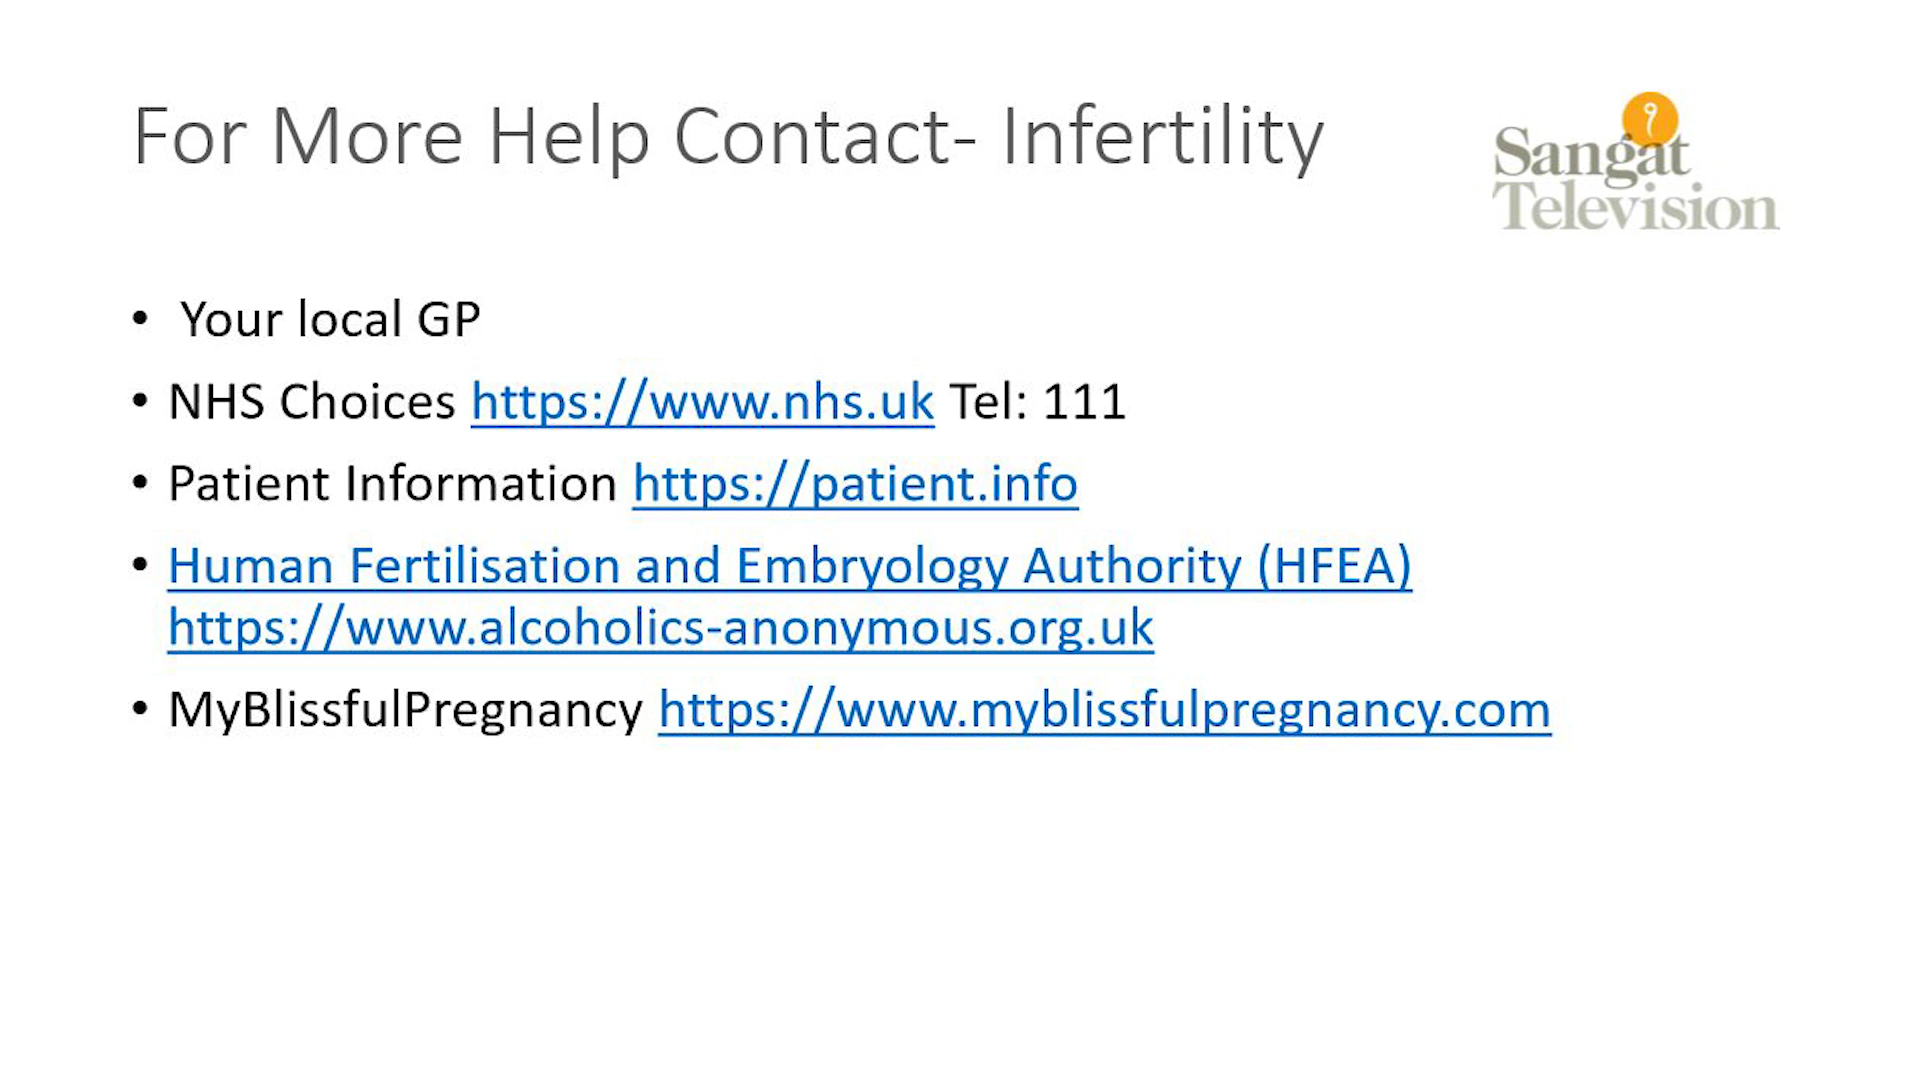 For More Help Contact- Infertility
९
Sangat
Television
• Your local GP
• NHS Choices https://www.nhs.uk Tel: 111
• Patient Information https://patient.info
• Human Fertilisation and Embryology Authority (HFEA)
https://www.alcoholics-anonymous.org.uk
• MyBlissfulPregnancy https://www.myblissfulpregnancy.com